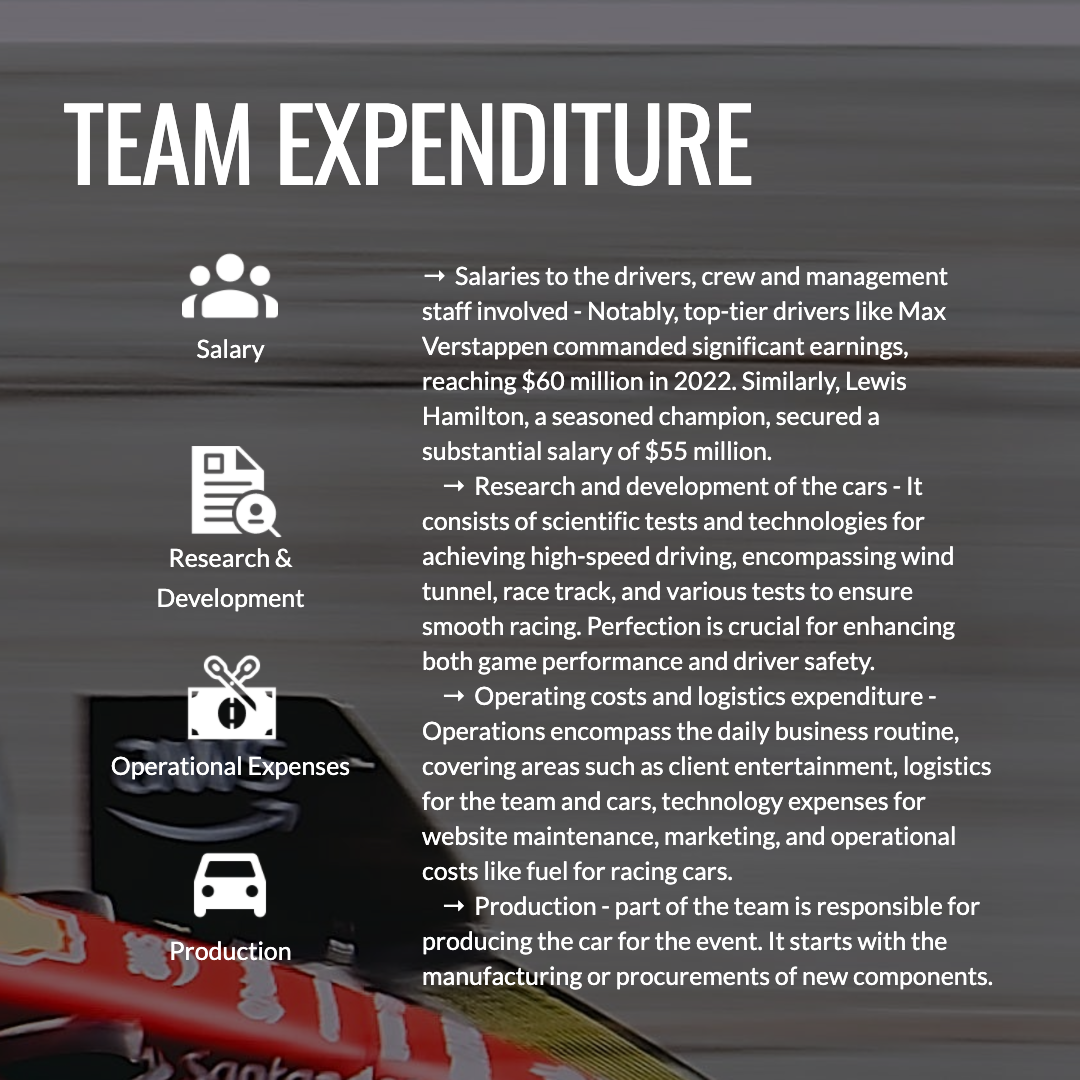 TEAM EXPENDITURE
Salary
→ Salaries to the drivers, crew and management
staff involved - Notably, top-tier drivers like Max
Verstappen commanded significant earnings,
reaching $60 million in 2022. Similarly, Lewis
Hamilton, a seasoned champion, secured a
substantial salary of $55 million.
Research &
Development
→ Research and development of the cars - It
consists of scientific tests and technologies for
achieving high-speed driving, encompassing wind
tunnel, race track, and various tests to ensure
smooth racing. Perfection is crucial for enhancing
both game performance and driver safety.
Operational Expenses
→ Operating costs and logistics expenditure -
Operations encompass the daily business routine,
covering areas such as client entertainment, logistics
for the team and cars, technology expenses for
website maintenance, marketing, and operational
costs like fuel for racing cars.
Production
→ Production - part of the team is responsible for
producing the car for the event. It starts with the
manufacturing or procurements of new components.
aws